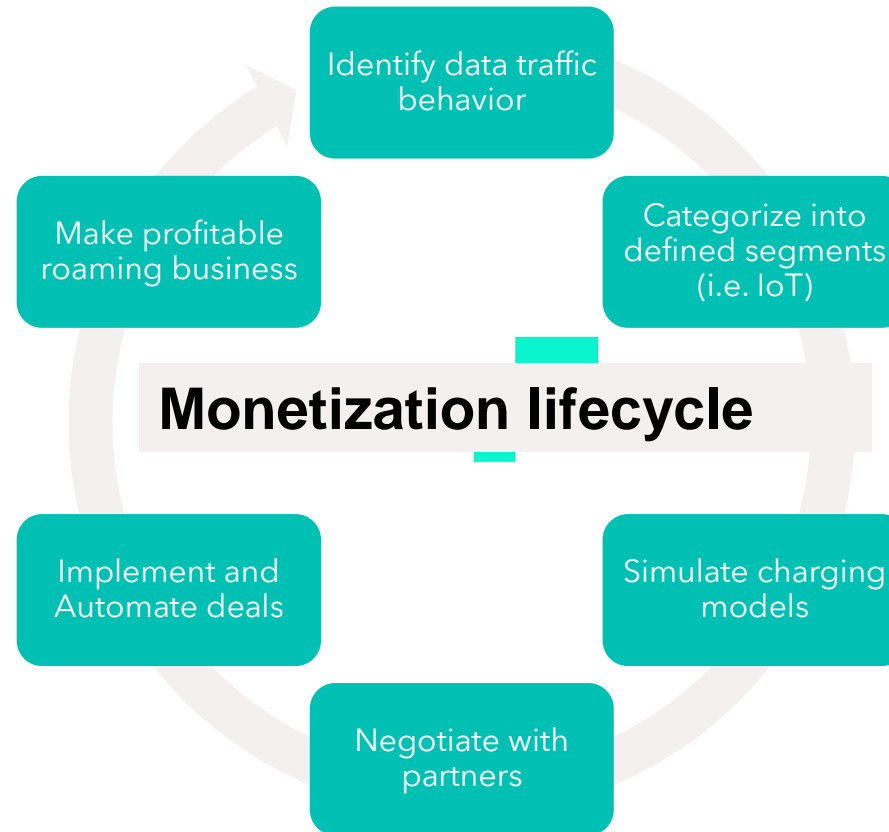 Identify data traffic
behavior
Categorize into
defined segments
(i.e. IoT)
Simulate charging
models
Negotiate with
partners
Implement and
Automate deals
Make profitable
roaming business
Monetization lifecycle